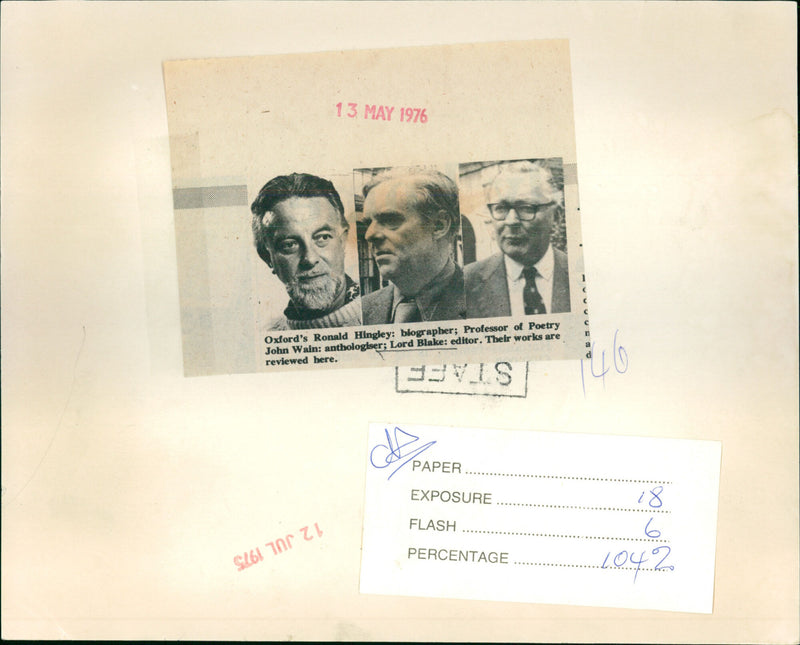 13 MAY 1976
Oxford's Ronald Hingley: biographer; Professor of Poetry
John Wain: anthologiser; Lord Blake: editor. Their works are
reviewed here.
STAFF
146
PAPER
EXPOSURE 18
FLASH 6
PERCENTAGE 1042
12 JUL 1975